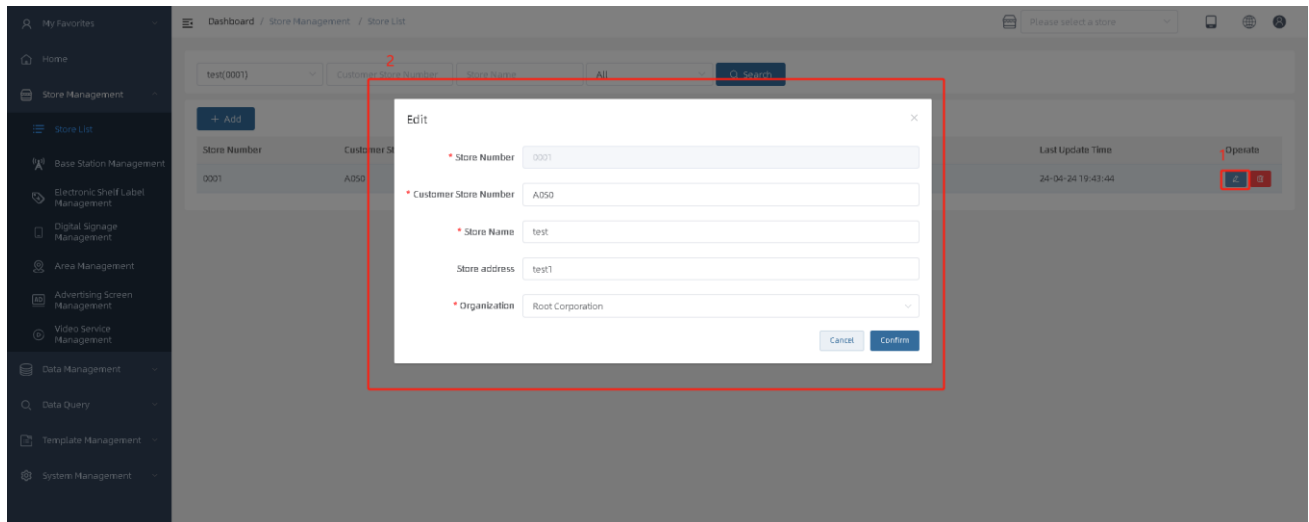 My Favorites
Dashboard / Store Management / Store List
Please select a store
Home
2
test(0001)
Customer Store Number
Store Name
All
Search
Store Management
+ Add
Edit
Store List
Store Number
Customer St
Last Update Time
1
Operate
* Store Number 0001
Base Station Management
0001
A050
24-04-24 19:43:44
Electronic Shelf Label
Management
* Customer Store Number A050
Digital Signage
Management
* Store Name test
Area Management
Store address test1
Advertising Screen
Management
* Organization Root Corporation
Video Service
Management
Cancel
Confirm
Data Management
Data Query
Template Management
System Management